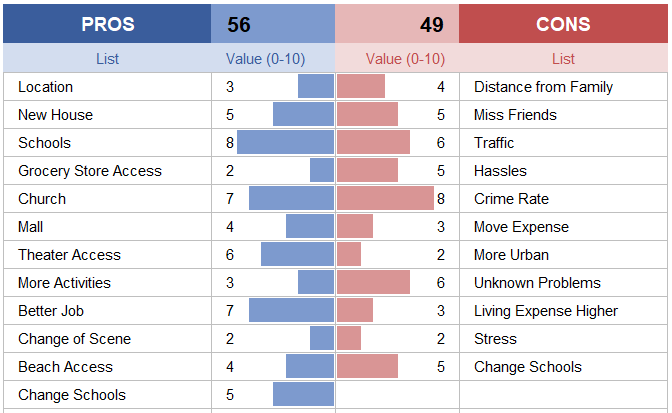 PROS 56 49 CONS
List Value (0-10) Value (0-10) List
Location 3 4 Distance from Family
New House 5 5 Miss Friends
Schools 8 6 Traffic
Grocery Store Access 2 5 Hassles
Church 7 8 Crime Rate
Mall 4 3 Move Expense
Theater Access 6 2 More Urban
More Activities 3 6 Unknown Problems
Better Job 7 3 Living Expense Higher
Change of Scene 2 2 Stress
Beach Access 4 5 Change Schools
Change Schools 5